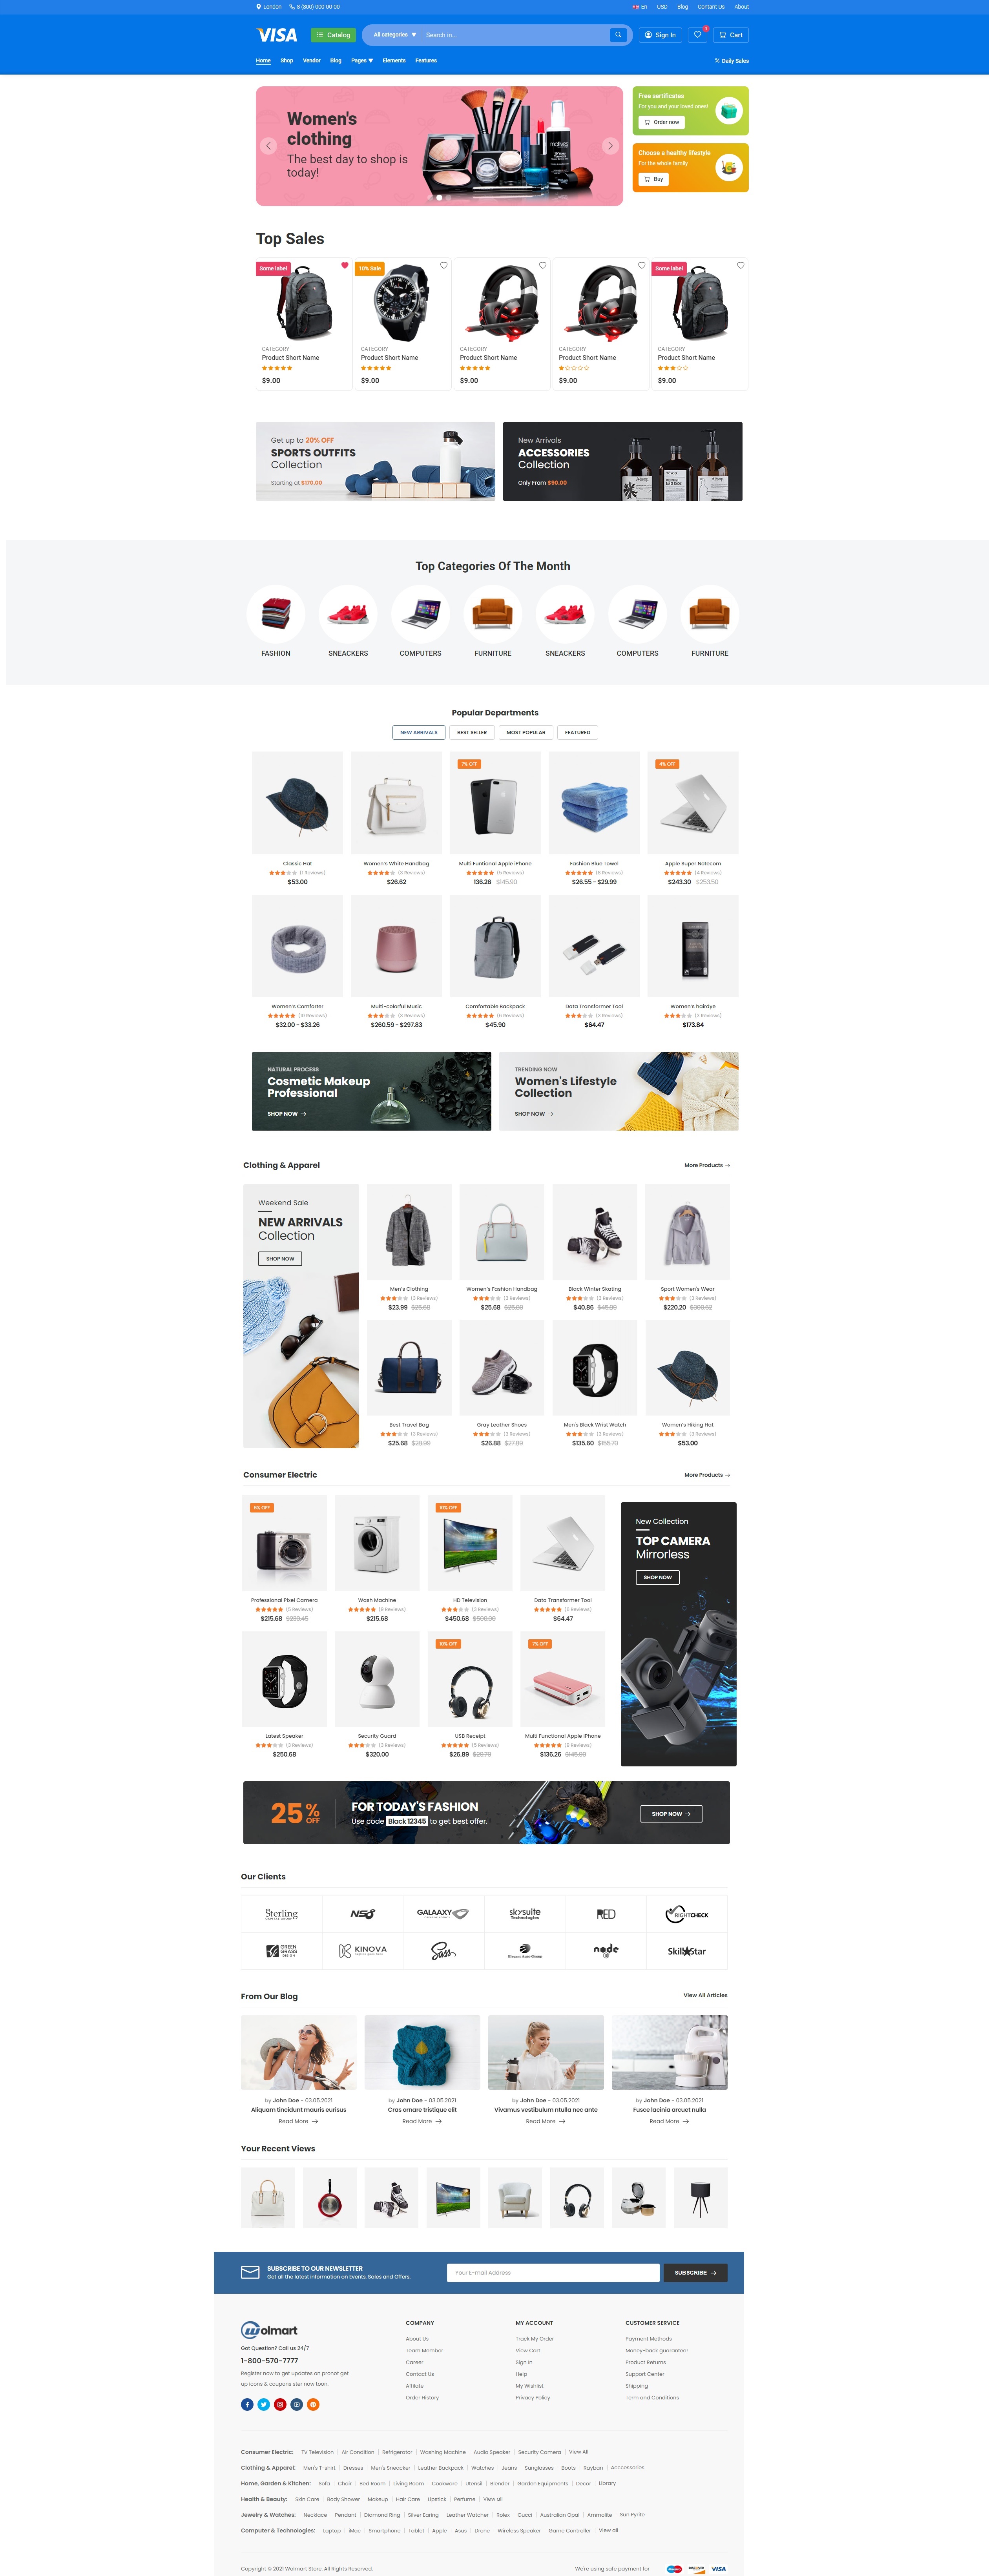 London 8 (800) 000-00-00 En USD Blog Contant Us About
VISA Catalog All categories Search in... Sign In Cart
Home Shop Vendor Blog Pages Elements Features Daily Sales
Women's
clothing
The best day to shop is
today!
Free sertificates
For you and your loved once!
Order now
Choose a healthy lifestyle
For the whole family
Buy
Top Sales
Some label 10% Sale Some label
CATEGORY CATEGORY CATEGORY CATEGORY CATEGORY
Product Short Name Product Short Name Product Short Name Product Short Name Product Short Name
$9.00 $9.00 $9.00 $9.00 $9.00
Get up to 20% OFF
SPORTS OUTFITS
Collection
Starting at $170.00
New Arrivals
ACCESSORIES
Collection
Only From $90.00
Top Categories Of The Month
FASHION SNEACKERS COMPUTERS FURNITURE SNEACKERS COMPUTERS FURNITURE
Popular Departments
NEW ARRIVALS BEST SELLER MOST POPULAR FEATURED
7% OFF 4% OFF
Classic Hat Women's White Handbag Multi Funtional Apple iPhone Fashion Blue Towel Apple Super Notecom
(1 Reviews) (3 Reviews) (9 Reviews) (8 Reviews) (4 Reviews)
$53.00 $26.62 136.26 $145.90 $26.55 - $29.99 $243.30 $253.50
Women's Comforter Multi-colorful Music Comfortable Backpack Data Transformer Tool Women's hairdye
(10 Reviews) (3 Reviews) (8 Reviews) (3 Reviews) (3 Reviews)
$32.00 - $33.26 $260.59 - $297.83 $45.90 $64.47 $173.84
NATURAL PROCESS
Cosmetic Makeup
Professional
SHOP NOW
TRENDING NOW
Women's Lifestyle
Collection
SHOP NOW
Clothing & Apparel More Products
Weekend Sale
NEW ARRIVALS
Collection
SHOP NOW
Men's Clothing Women's Fashion Handbag Black Winter Skating Sport Women's Wear
(3 Reviews) (3 Reviews) (3 Reviews) (3 Reviews)
$23.99 $25.68 $25.68 $25.89 $40.86 $45.89 $220.20 $300.62
Best Travel Bag Gray Leather Shoes Men's Black Wrist Watch Women's Hiking Hat
(3 Reviews) (3 Reviews) (3 Reviews) (3 Reviews)
$25.68 $28.99 $26.88 $27.89 $135.60 $155.70 $53.00
Consumer Electric More Products
10% OFF
Professional Pixel Camera Wash Machine HD Television Data Transformer Tool
(5 Reviews) (3 Reviews)
$215.68 $230.45 $215.68 $450.68 $500.00 $64.47
10% OFF 7% OFF
Latest Speaker Security Guard USB Receipt Multi Functional Apple iPhone
(3 Reviews) (3 Reviews) (5 Reviews)
$250.68 $320.00 $26.89 $29.79 $136.26 $145.90
New Collection
TOP CAMERA
Mirrorless
SHOP NOW
25% OFF
FOR TODAY'S FASHION
Use code Black 12345 to get best offer.
SHOP NOW
Our Clients
Sterling NS8 GALAAXY skysuite Technologies RED RIGHTCHECK
GREEN GRASS DESIGN KINOVA Sass Elegant Auto Group node SkillStar
From Our Blog View All Articles
by John Doe - 03.05.2021 by John Doe - 03.05.2021 by John Doe - 03.05.2021 by John Doe - 03.05.2021
Aliquam tincidunt mauris eurisus Cras ornare tristique elit Vivamus vestibulum ntulla nec ante Fusce lacinia arcuet nulla
Read More Read More Read More Read More
Your Recent Views
SUBSCRIBE TO OUR NEWSLETTER
Get all the latest information on Events, Sales and Offers.
Your E-mail Address
SUBSCRIBE
Wolmart
Got Question? Call us 24/7
1-800-570-7777
Register now to get updates on pronot get
up icons & coupons ster now toon.
COMPANY
About Us
Team Member
Career
Contact Us
Affilate
Order History
MY ACCOUNT
Track My Order
View Cart
Sign In
Help
My Wishlist
Privacy Policy
CUSTOMER SERVICE
Payment Methods
Money-back guarantee!
Product Returns
Support Center
Shipping
Term and Conditions
Consumer Electric: TV Television Air Condition Refrigerator Washing Machine Audio Speaker Security Camera View All
Clothing & Apparel: Men's T-shirt Dresses Men's Sneacker Leather Backpack Watches Jeans Sunglasses Boots Rayban Acccessories
Home, Garden & Kitchen: Sofa Chair Bed Room Living Room Cookware Utensil Blender Garden Equipments Decor Library
Health & Beauty: Skin Care Body Shower Makeup Hair Care Lipstick Perfume View all
Jewelry & Watches: Necklace Pendant Diamond Ring Silver Earing Leather Watcher Rolex Gucci Australian Opal Ammolite Sun Pyrite
Computer & Technologies: Laptop iMac Smartphone Tablet Apple Asus Drone Wireless Speaker Game Controller View all
Copyright © 2021 Wolmart Store. All Rights Reserved.
We're using safe payment for VISA